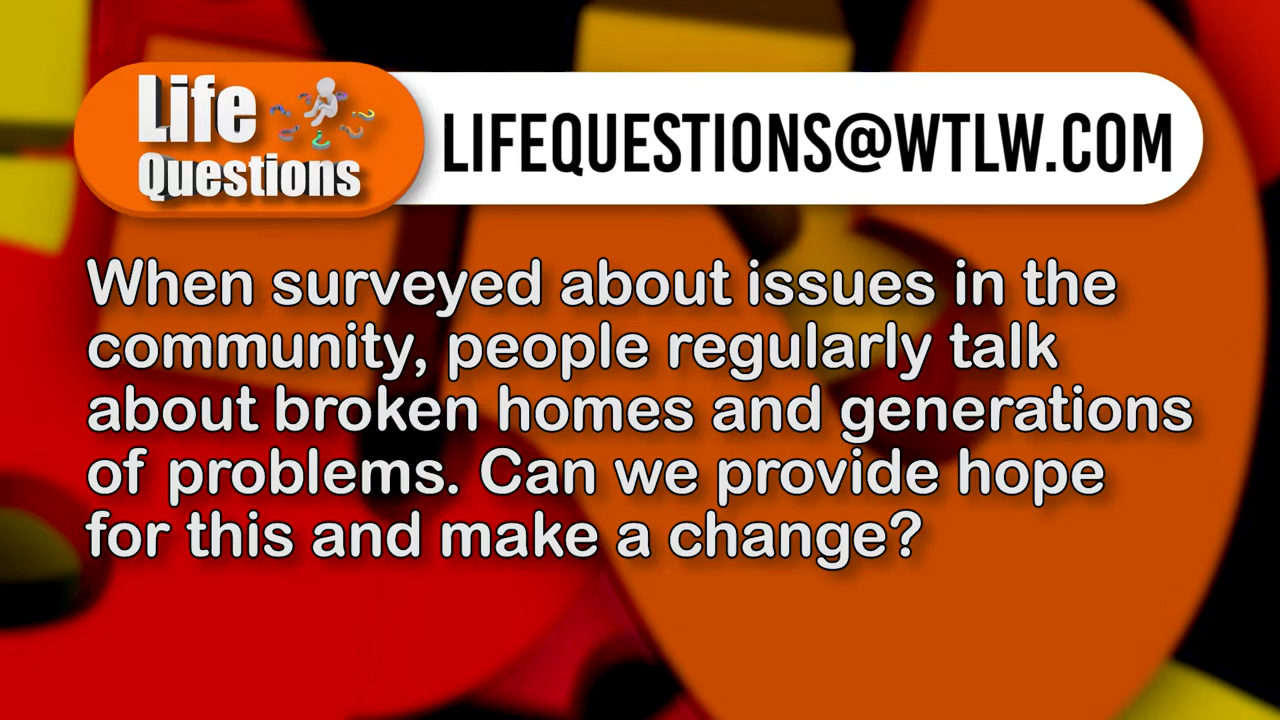 Life
Questions
LIFEQUESTIONS@WTLW.COM
When surveyed about issues in the
community, people regularly talk
about broken homes and generations
of problems. Can we provide hope
for this and make a change?